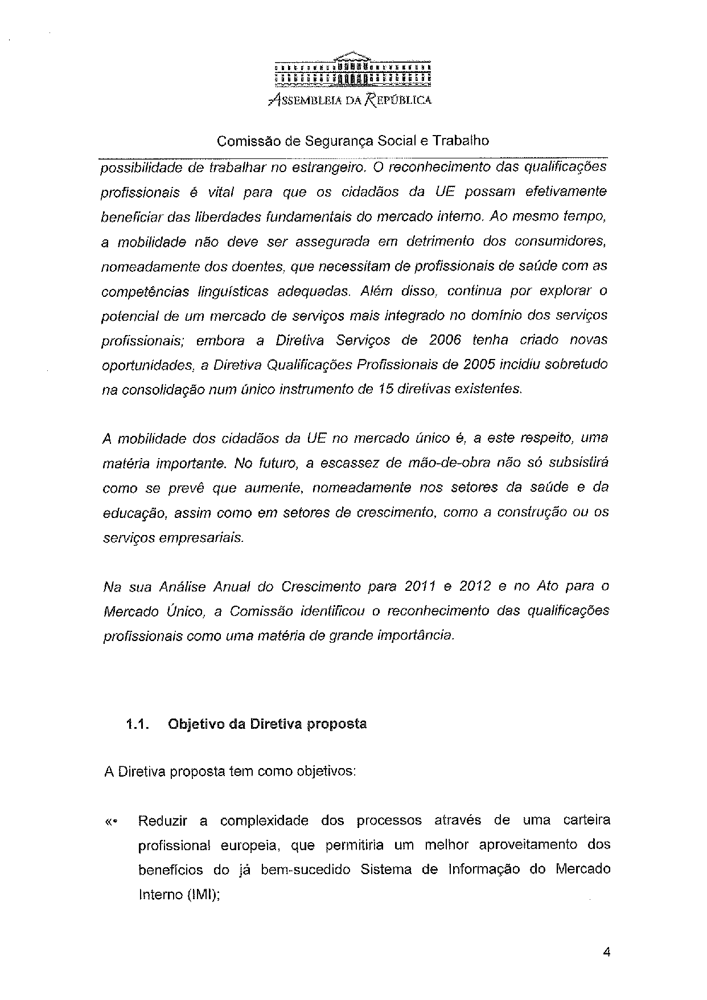 ASSEMBLEIA DA REPÚBLICA
Comissão de Segurança Social e Trabalho
possibilidade de trabalhar no estrangeiro. O reconhecimento das qualificações
profissionais é vital para que os cidadãos da UE possam efetivamente
beneficiar das liberdades fundamentais do mercado interno. Ao mesmo tempo,
a mobilidade não deve ser assegurada em detrimento dos consumidores,
nomeadamente dos doentes, que necessitam de profissionais de saúde com as
competências linguísticas adequadas. Além disso, continua por explorar o
potencial de um mercado de serviços mais integrado no domínio dos serviços
profissionais; embora a Diretiva Serviços de 2006 tenha criado novas
oportunidades, a Diretiva Qualificações Profissionais de 2005 incidiu sobretudo
na consolidação num único instrumento de 15 diretivas existentes.
A mobilidade dos cidadãos da UE no mercado único é, a este respeito, uma
matéria importante. No futuro, a escassez de mão-de-obra não só subsistirá
como se prevê que aumente, nomeadamente nos setores da saúde e da
educação, assim como em setores de crescimento, como a construção ou os
serviços empresariais.
Na sua Análise Anual do Crescimento para 2011 e 2012 e no Ato para o
Mercado Único, a Comissão identificou o reconhecimento das qualificações
profissionais como uma matéria de grande importância.
1.1. Objetivo da Diretiva proposta
A Diretiva proposta tem como objetivos:
«• Reduzir a complexidade dos processos através de uma carteira
profissional europeia, que permitiria um melhor aproveitamento dos
benefícios do já bem-sucedido Sistema de Informação do Mercado
Interno (IMI);
4